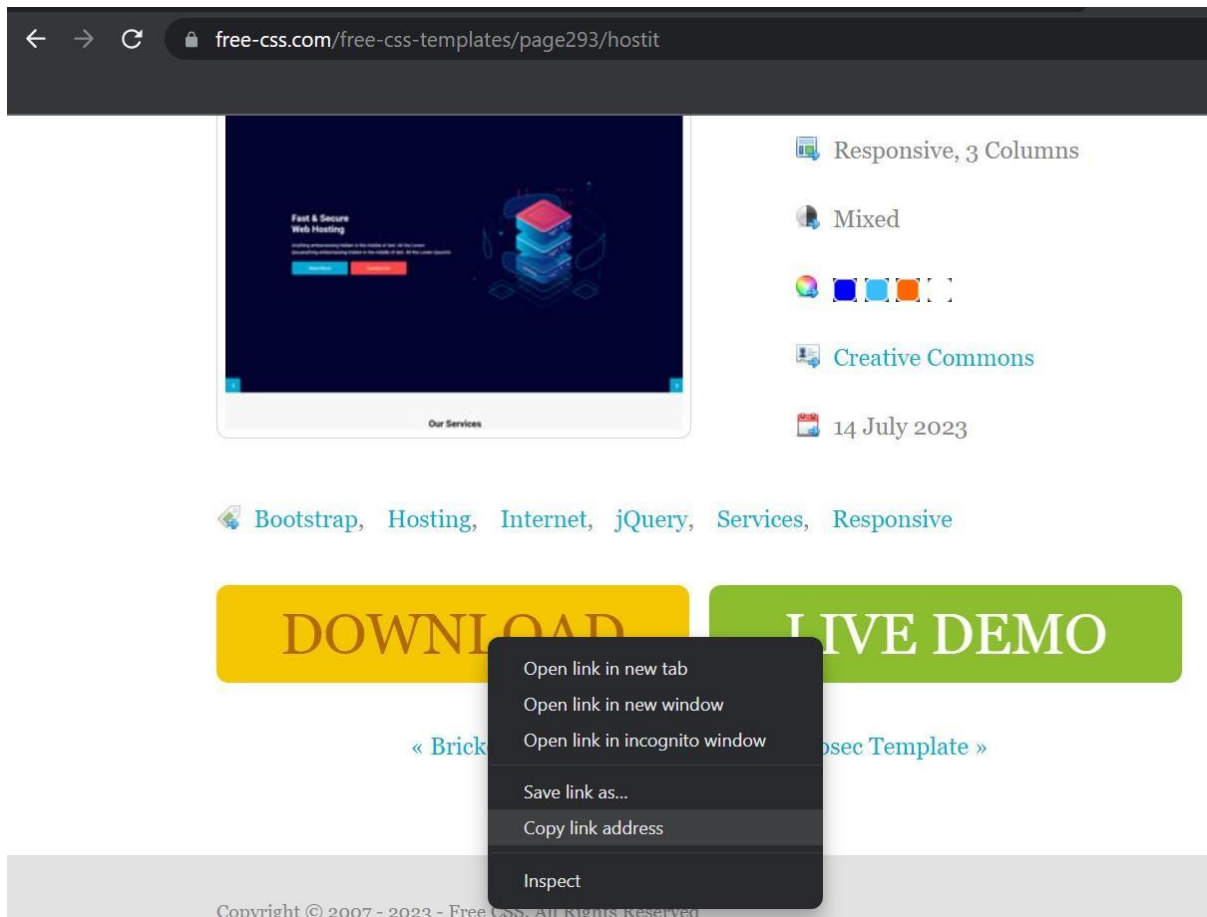 free-css.com/free-css-templates/page293/hostit
Fast & Secure
Web Hosting
Our Services
Responsive, 3 Columns
Mixed
Creative Commons
14 July 2023
Bootstrap, Hosting, Internet, jQuery, Services, Responsive
DOWNLOAD
LIVE DEMO
Open link in new tab
Open link in new window
Open link in incognito window
Save link as...
Copy link address
Inspect
« Brick
osec Template »
Copyright © 2007 - 2023 - Free CSS. All Rights Reserved